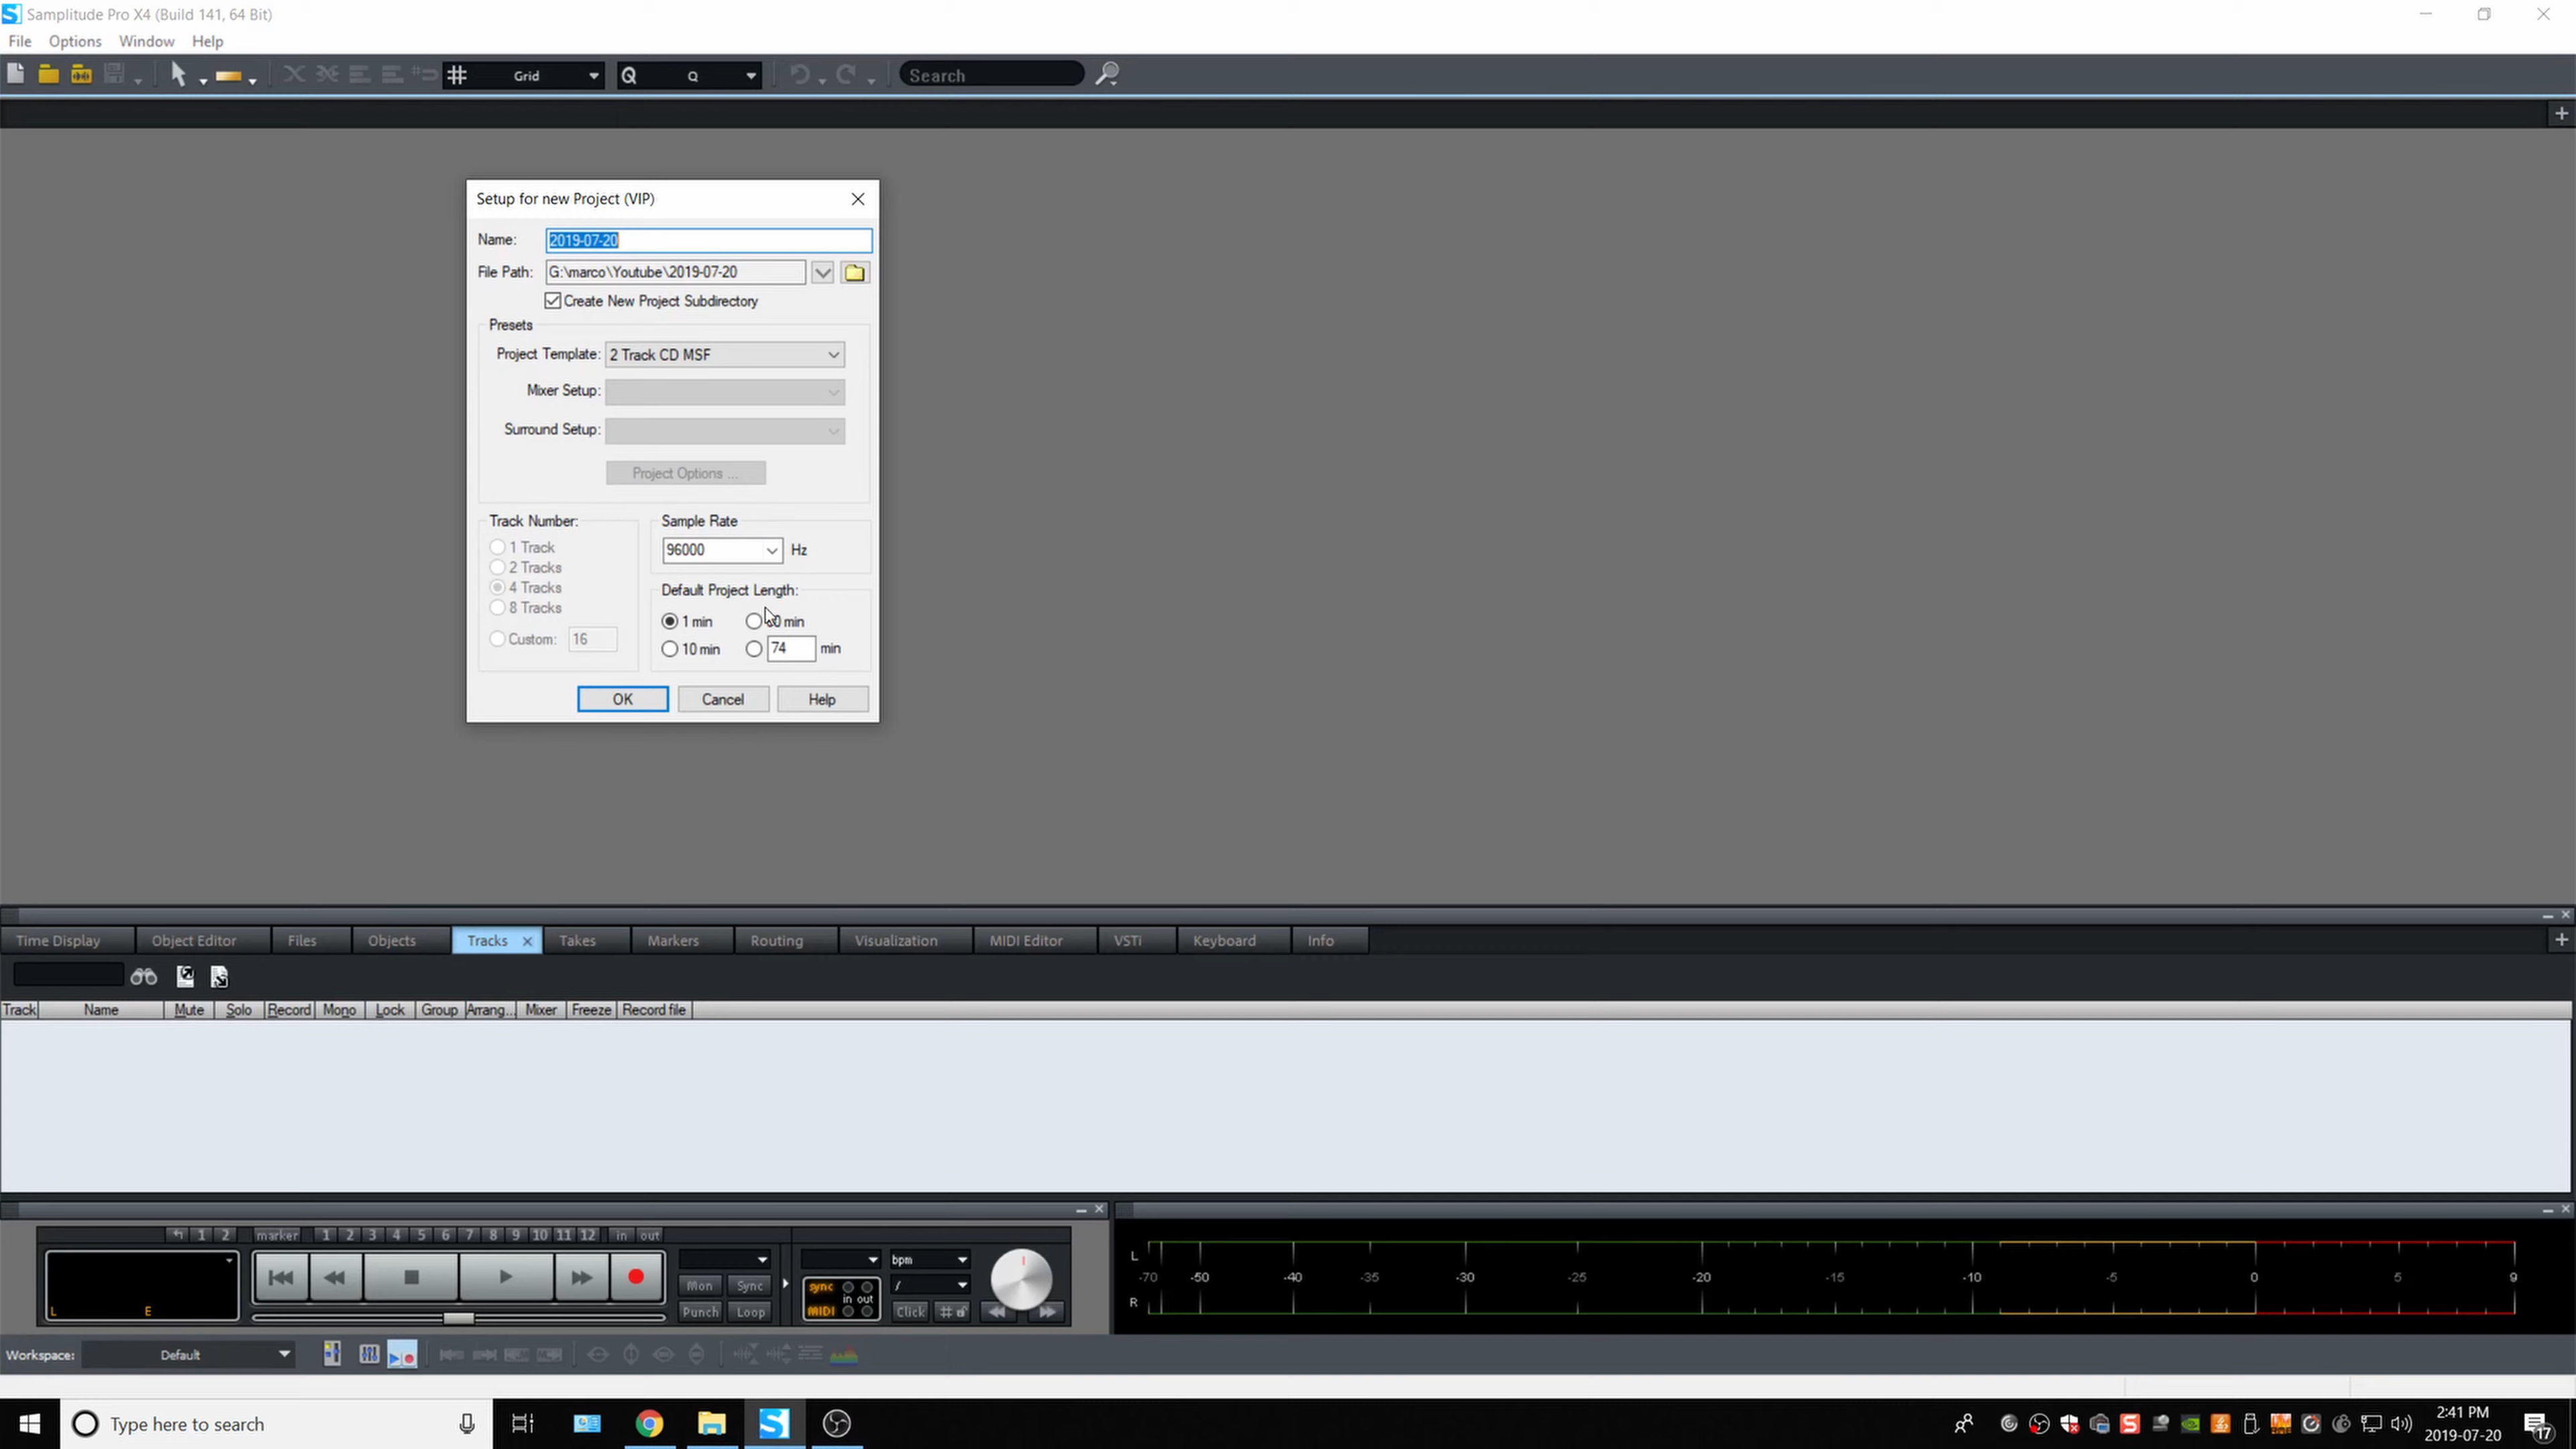 Samplitude Pro X4 (Build 141, 64 Bit)
File Options Window Help
Grid Q Q Search
Setup for new Project (VIP)
Name: 2019-07-20
File Path: G:\marco\Youtube\2019-07-20
Create New Project Subdirectory
Presets
Project Template: 2 Track CD MSF
Mixer Setup:
Surround Setup:
Project Options ...
Track Number: Sample Rate
1 Track 96000 Hz
2 Tracks
4 Tracks Default Project Length:
8 Tracks
1 min min
Custom: 16 10 min 74 min
OK Cancel Help
Time Display Object Editor Files Objects Tracks Takes Markers Routing Visualization MIDI Editor VSTi Keyboard Info
Track Name Mute Solo Record Mono Lock Group Arrang... Mixer Freeze Record file
1 2 marker 1 2 3 4 5 6 7 8 9 10 11 12 in out
bpm
L E Mon Sync sync in out /
Punch Loop MIDI Click #
L
-70 -50 -40 -35 -30 -25 -20 -15 -10 -5 0 5 9
R
Workspace: Default
Type here to search
2:41 PM
2019-07-20
17